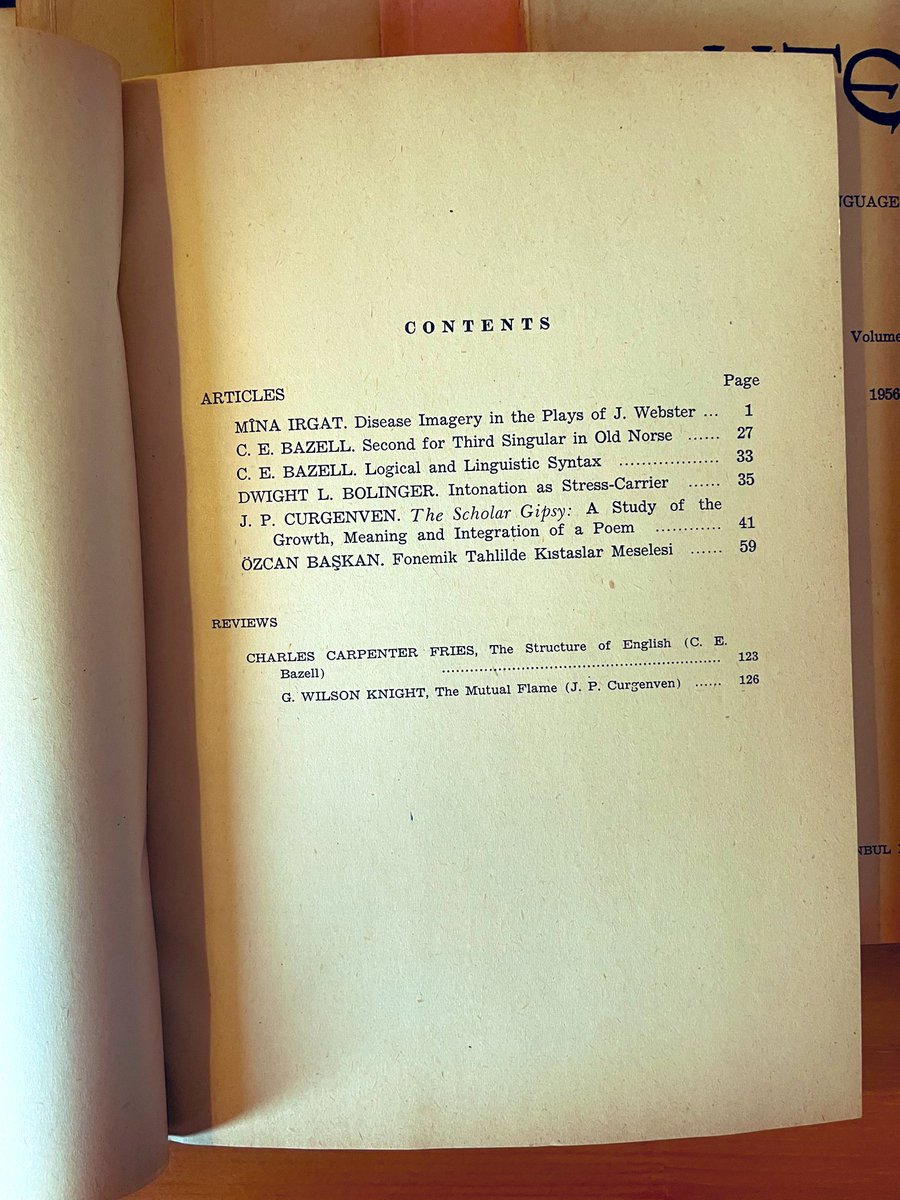 CONTENTS
Page
ARTICLES
MÎNA IRGAT. Disease Imagery in the Plays of J. Webster ... 1
C. E. BAZELL. Second for Third Singular in Old Norse ...... 27
C. E. BAZELL. Logical and Linguistic Syntax .................. 33
DWIGHT L. BOLINGER. Intonation as Stress-Carrier ...... 35
J. P. CURGENVEN. The Scholar Gipsy: A Study of the
Growth, Meaning and Integration of a Poem ............ 41
ÖZCAN BAŞKAN. Fonemik Tahlilde Kıstaslar Meselesi ...... 59
REVIEWS
CHARLES CARPENTER FRIES, The Structure of English (C. E.
Bazell) ............................................................ 123
G. WILSON KNIGHT, The Mutual Flame (J. P. Curgenven) ...... 126
NGUAGE
Volume
1956
NBUL